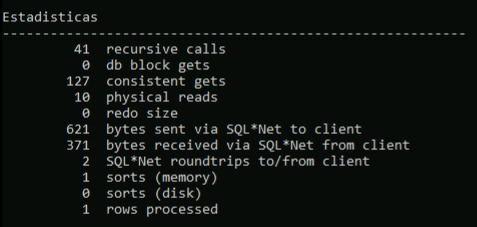 Estadisticas
----------------------------------------------------------
41 recursive calls
0 db block gets
127 consistent gets
10 physical reads
0 redo size
621 bytes sent via SQL*Net to client
371 bytes received via SQL*Net from client
2 SQL*Net roundtrips to/from client
1 sorts (memory)
0 sorts (disk)
1 rows processed